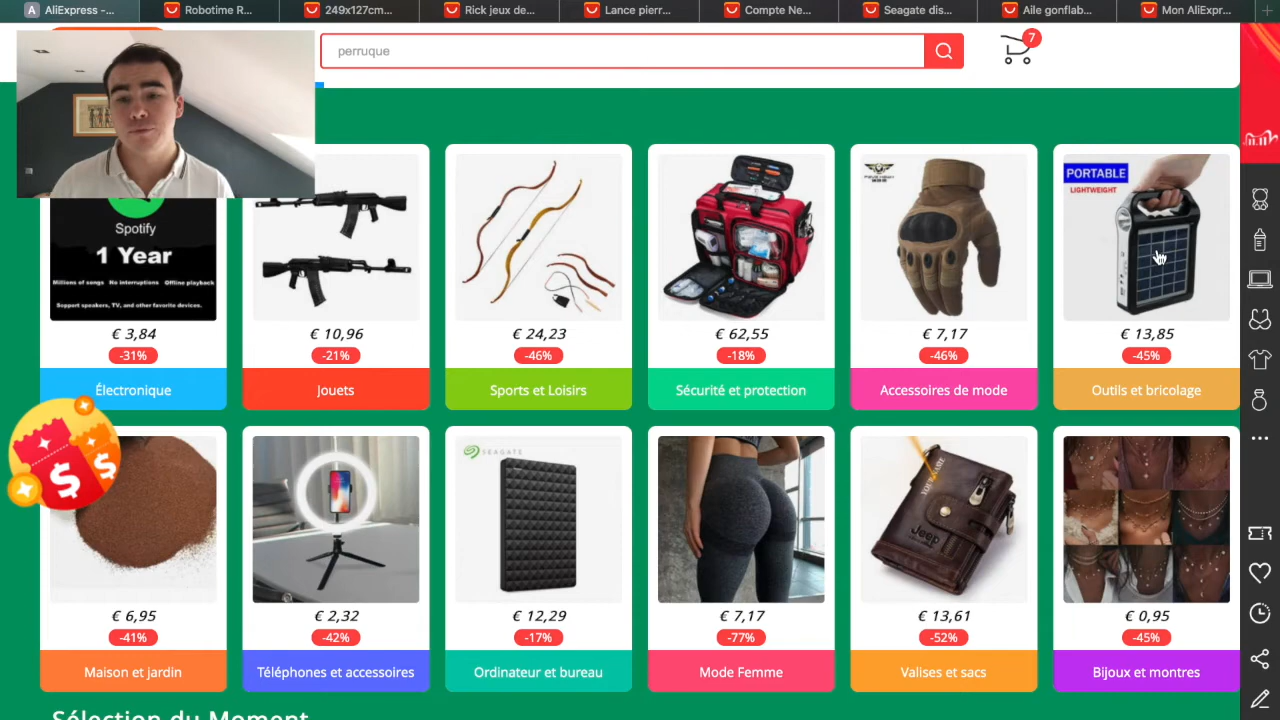 AliExpress -...
Robotime R...
249x127cm...
Rick jeux de...
Lance pierr...
Compte Ne...
Seagate dis...
Aile gonflab...
Mon AliExpr...
perruque
7
Spotify
1 Year
Millions of songs No interruptions Offline playback
Support speakers, TV, and other favorite devices.
PORTABLE
LIGHTWEIGHT
€ 3,84
-31%
Électronique
€ 10,96
-21%
Jouets
€ 24,23
-46%
Sports et Loisirs
€ 62,55
-18%
Sécurité et protection
€ 7,17
-46%
Accessoires de mode
€ 13,85
-45%
Outils et bricolage
SEAGATE
YOUR NAME
Jeep
€ 6,95
-41%
Maison et jardin
€ 2,32
-42%
Téléphones et accessoires
€ 12,29
-17%
Ordinateur et bureau
€ 7,17
-77%
Mode Femme
€ 13,61
-52%
Valises et sacs
€ 0,95
-45%
Bijoux et montres
Sélection du Moment